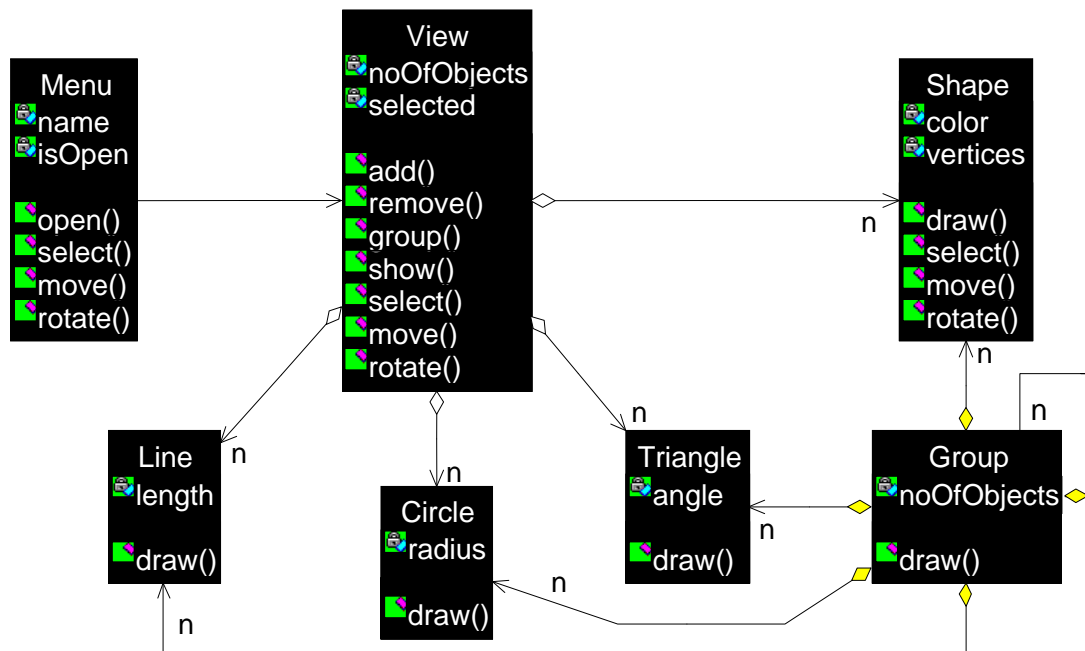 Menu
name
isOpen
open()
select()
move()
rotate()
View
noOfObjects
selected
add()
remove()
group()
show()
select()
move()
rotate()
Shape
color
vertices
draw()
select()
move()
rotate()
n
n
n
n
n
n
Line
length
draw()
n
Circle
radius
draw()
n
Triangle
angle
draw()
n
Group
noOfObjects
draw()